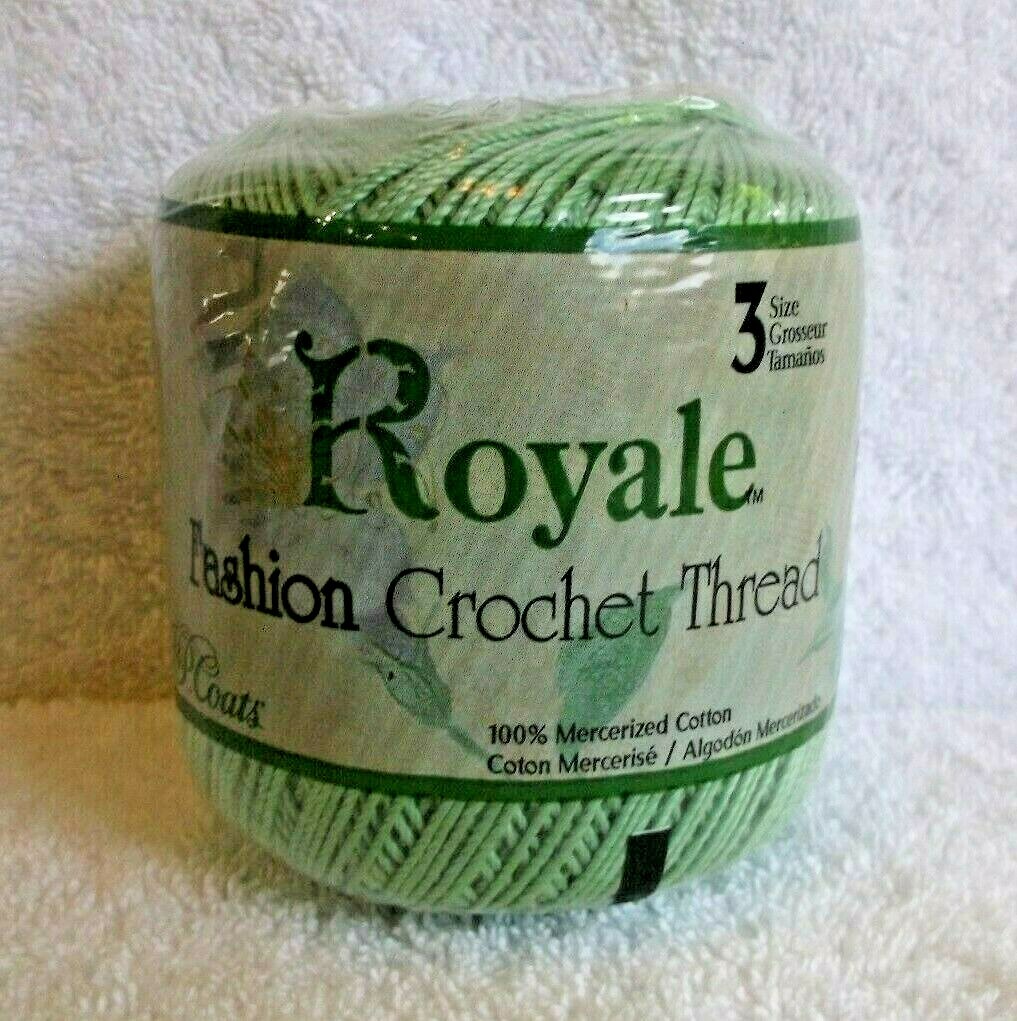 3 Size
Grosseur
Tamaños
Royale™
Fashion Crochet Thread
Coats
100% Mercerized Cotton
Coton Mercerisé / Algodón Mercerizado